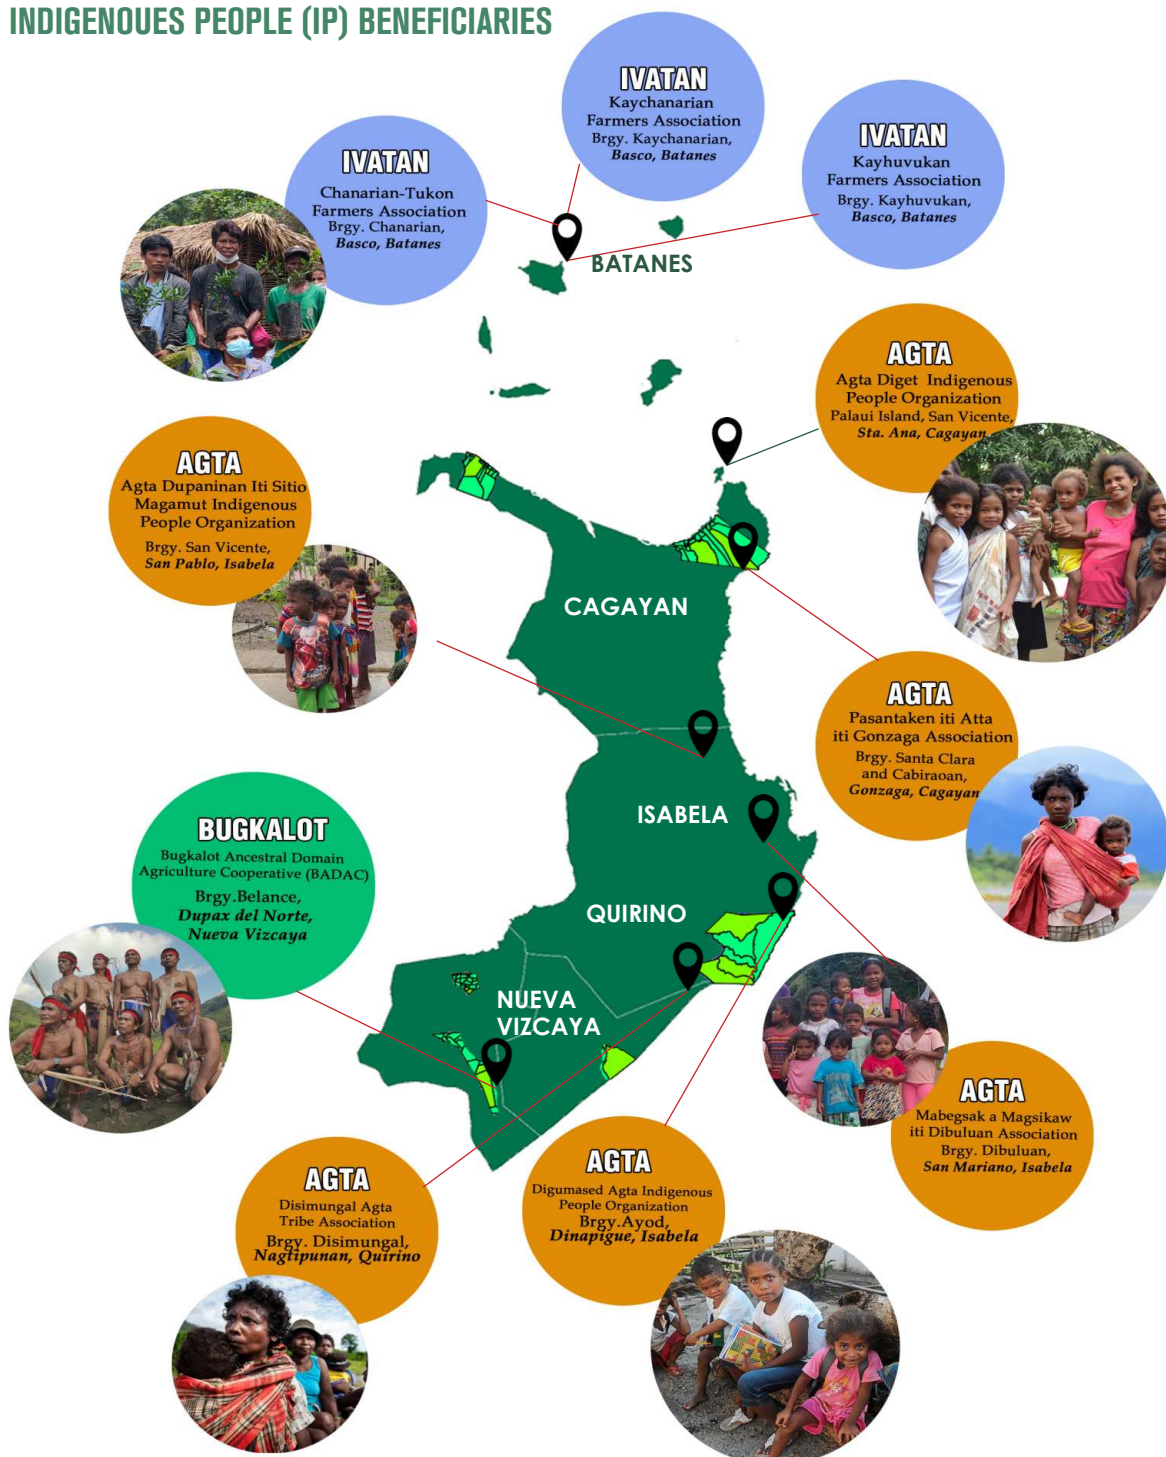 INDIGENOUES PEOPLE (IP) BENEFICIARIES
IVATAN
Kaychanarian
Farmers Association
Brgy. Kaychanarian,
Basco, Batanes
IVATAN
Chanarian-Tukon
Farmers Association
Brgy. Chanarian,
Basco, Batanes
IVATAN
Kayhuvukan
Farmers Association
Brgy. Kayhuvukan,
Basco, Batanes
BATANES
AGTA
Agta Diget Indigenous
People Organization
Palaui Island, San Vicente,
Sta. Ana, Cagayan
AGTA
Agta Dupaninan Iti Sitio
Magamut Indigenous
People Organization
Brgy. San Vicente,
San Pablo, Isabela
CAGAYAN
AGTA
Pasantaken iti Atta
iti Gonzaga Association
Brgy. Santa Clara
and Cabiraoan,
Gonzaga, Cagayan
ISABELA
BUGKALOT
Bugkalot Ancestral Domain
Agriculture Cooperative (BADAC)
Brgy.Belance,
Dupax del Norte,
Nueva Vizcaya
QUIRINO
NUEVA
VIZCAYA
AGTA
Mabegsak a Magsikaw
iti Dibuluan Association
Brgy. Dibuluan,
San Mariano, Isabela
AGTA
Disimungal Agta
Tribe Association
Brgy. Disimungal,
Nagtipunan, Quirino
AGTA
Digumased Agta Indigenous
People Organization
Brgy.Ayod,
Dinapigue, Isabela